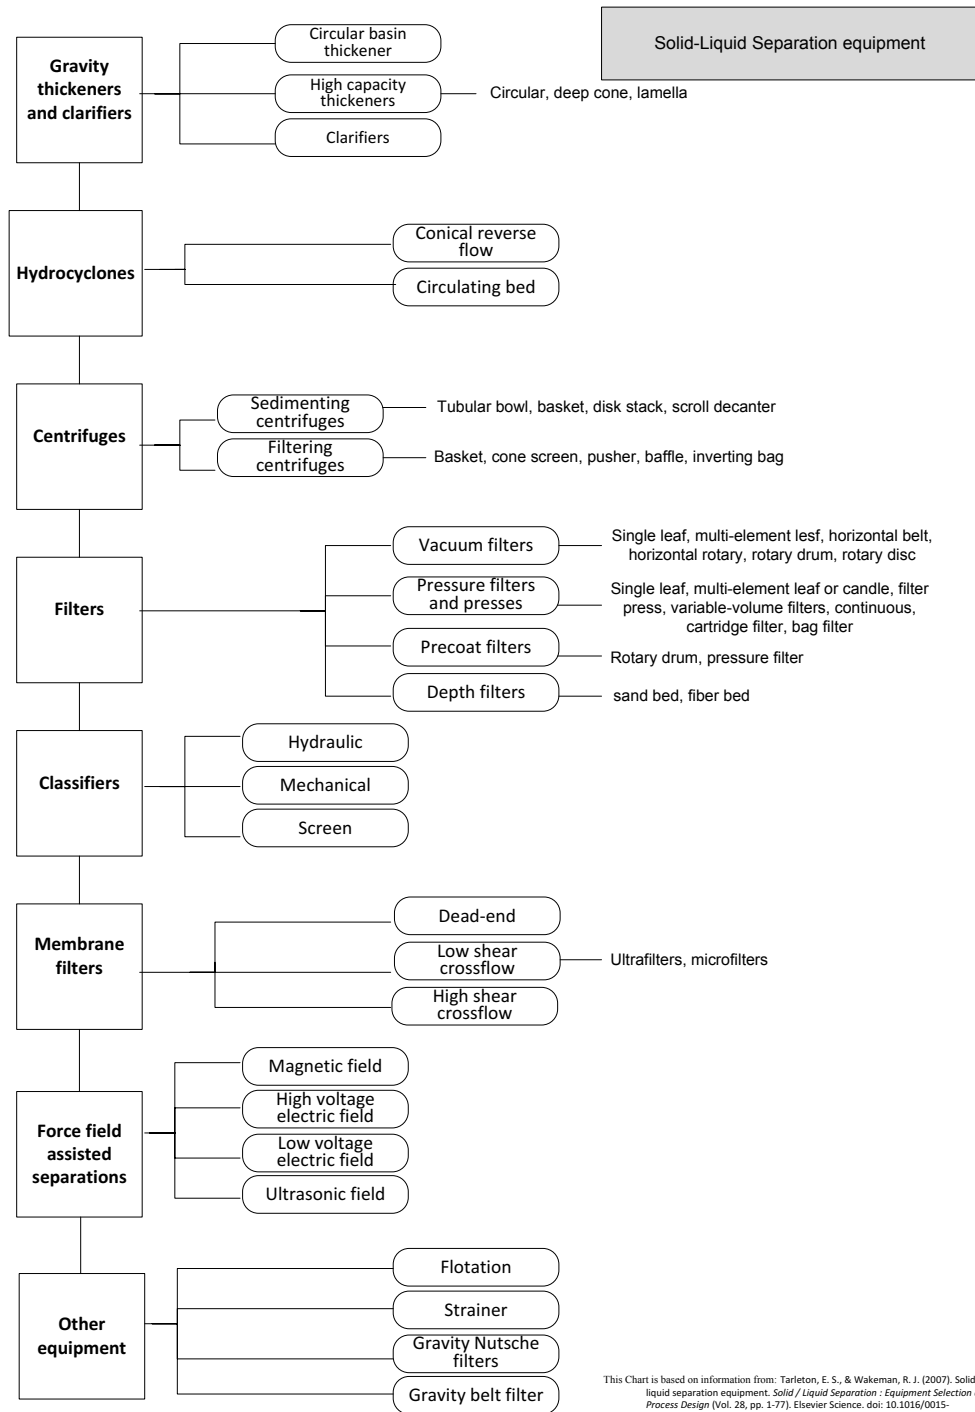 Solid-Liquid Separation equipment
Gravity
thickeners
and clarifiers
Circular basin
thickener
High capacity
thickeners
Circular, deep cone, lamella
Clarifiers
Hydrocyclones
Conical reverse
flow
Circulating bed
Centrifuges
Sedimenting
centrifuges
Tubular bowl, basket, disk stack, scroll decanter
Filtering
centrifuges
Basket, cone screen, pusher, baffle, inverting bag
Filters
Vacuum filters
Single leaf, multi-element lesf, horizontal belt,
horizontal rotary, rotary drum, rotary disc
Pressure filters
and presses
Single leaf, multi-element leaf or candle, filter
press, variable-volume filters, continuous,
cartridge filter, bag filter
Precoat filters
Rotary drum, pressure filter
Depth filters
sand bed, fiber bed
Classifiers
Hydraulic
Mechanical
Screen
Membrane
filters
Dead-end
Low shear
crossflow
Ultrafilters, microfilters
High shear
crossflow
Force field
assisted
separations
Magnetic field
High voltage
electric field
Low voltage
electric field
Ultrasonic field
Other
equipment
Flotation
Strainer
Gravity Nutsche
filters
Gravity belt filter
This Chart is based on information from: Tarleton, E. S., & Wakeman, R. J. (2007). Solid
liquid separation equipment. Solid / Liquid Separation : Equipment Selection
Process Design (Vol. 28, pp. 1-77). Elsevier Science. doi: 10.1016/0015-